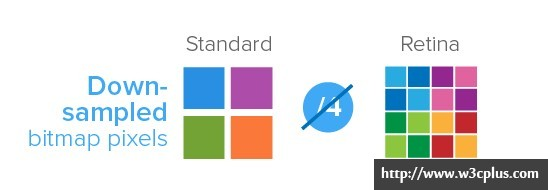 Standard
Retina
Down-
sampled
bitmap pixels
/4
http://www.w3cplus.com